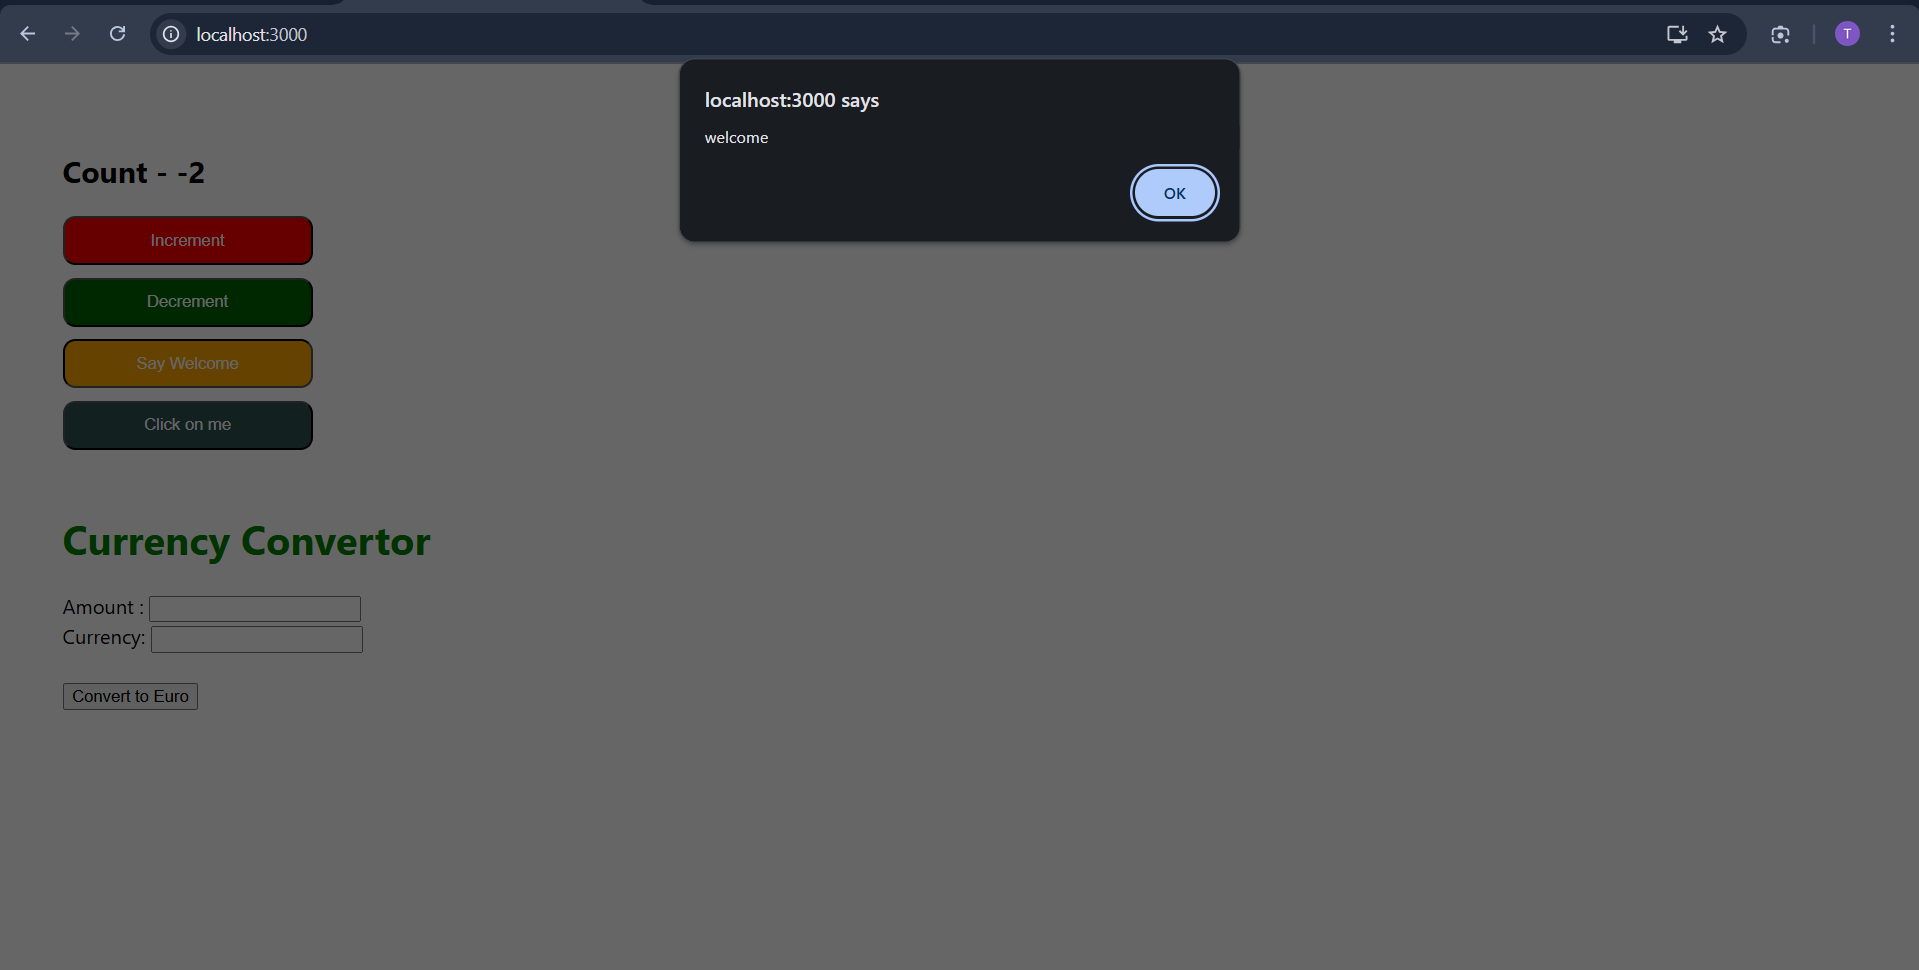 localhost:3000
T
localhost:3000 says
welcome
OK
Count - -2
Increment
Decrement
Say Welcome
Click on me
Currency Convertor
Amount :
Currency:
Convert to Euro